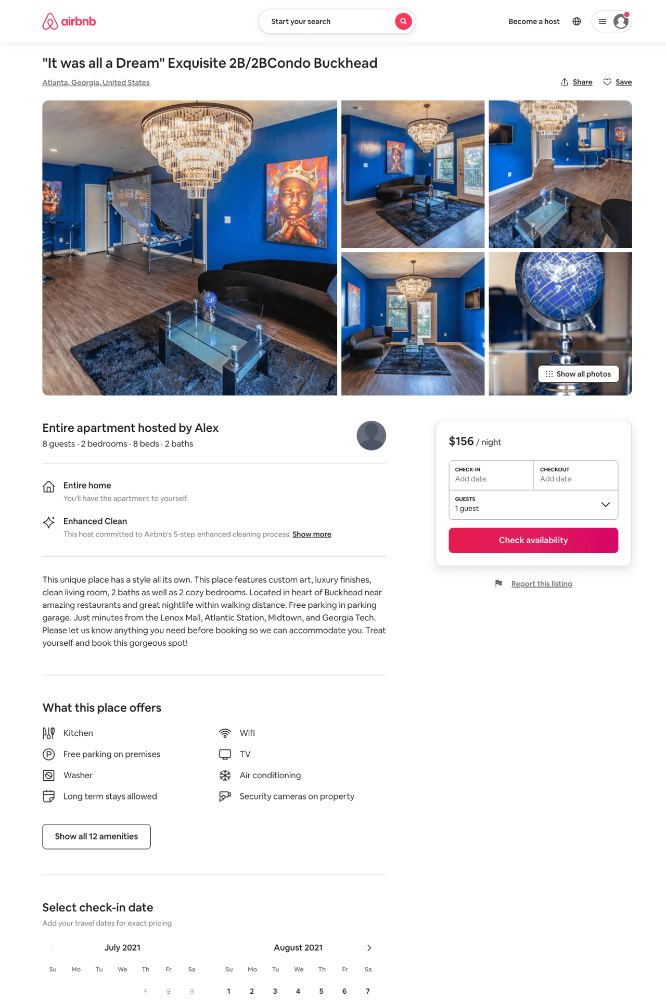 airbnb
Start your search
Become a host
"It was all a Dream" Exquisite 2B/2BCondo Buckhead
Atlanta, Georgia, United States
Share
Save
Show all photos
Entire apartment hosted by Alex
8 guests · 2 bedrooms · 8 beds · 2 baths
Entire home
You'll have the apartment to yourself.
Enhanced Clean
This host committed to Airbnb's 5-step enhanced cleaning process. Show more
$156 / night
CHECK-IN
Add date
CHECKOUT
Add date
GUESTS
1 guest
Check availability
Report this listing
This unique place has a style all its own. This place features custom art, luxury finishes,
clean living room, 2 baths as well as 2 cozy bedrooms. Located in heart of Buckhead near
amazing restaurants and great nightlife within walking distance. Free parking in parking
garage. Just minutes from the Lenox Mall, Atlantic Station, Midtown, and Georgia Tech.
Please let us know anything you need before booking so we can accommodate you. Treat
yourself and book this gorgeous spot!
What this place offers
Kitchen
Wifi
Free parking on premises
TV
Washer
Air conditioning
Long term stays allowed
Security cameras on property
Show all 12 amenities
Select check-in date
Add your travel dates for exact pricing
July 2021
Su Mo Tu We Th Fr Sa
1 2 3
August 2021
Su Mo Tu We Th Fr Sa
1 2 3 4 5 6 7